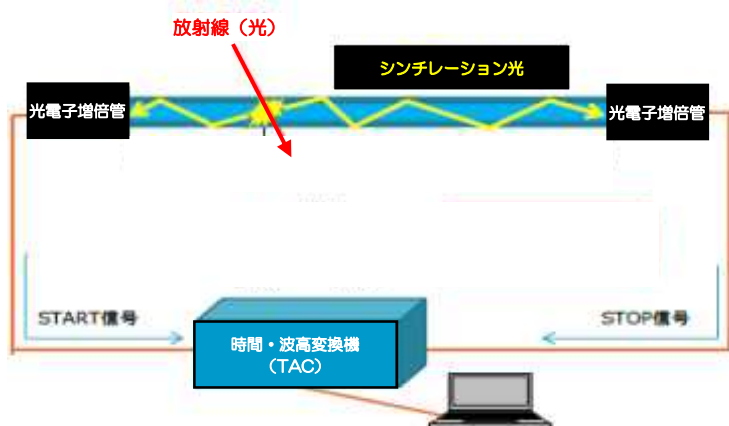 放射線（光）
シンチレーション光
光電子増倍管
光電子増倍管
START信号
STOP信号
時間・波高変換機
（TAC）